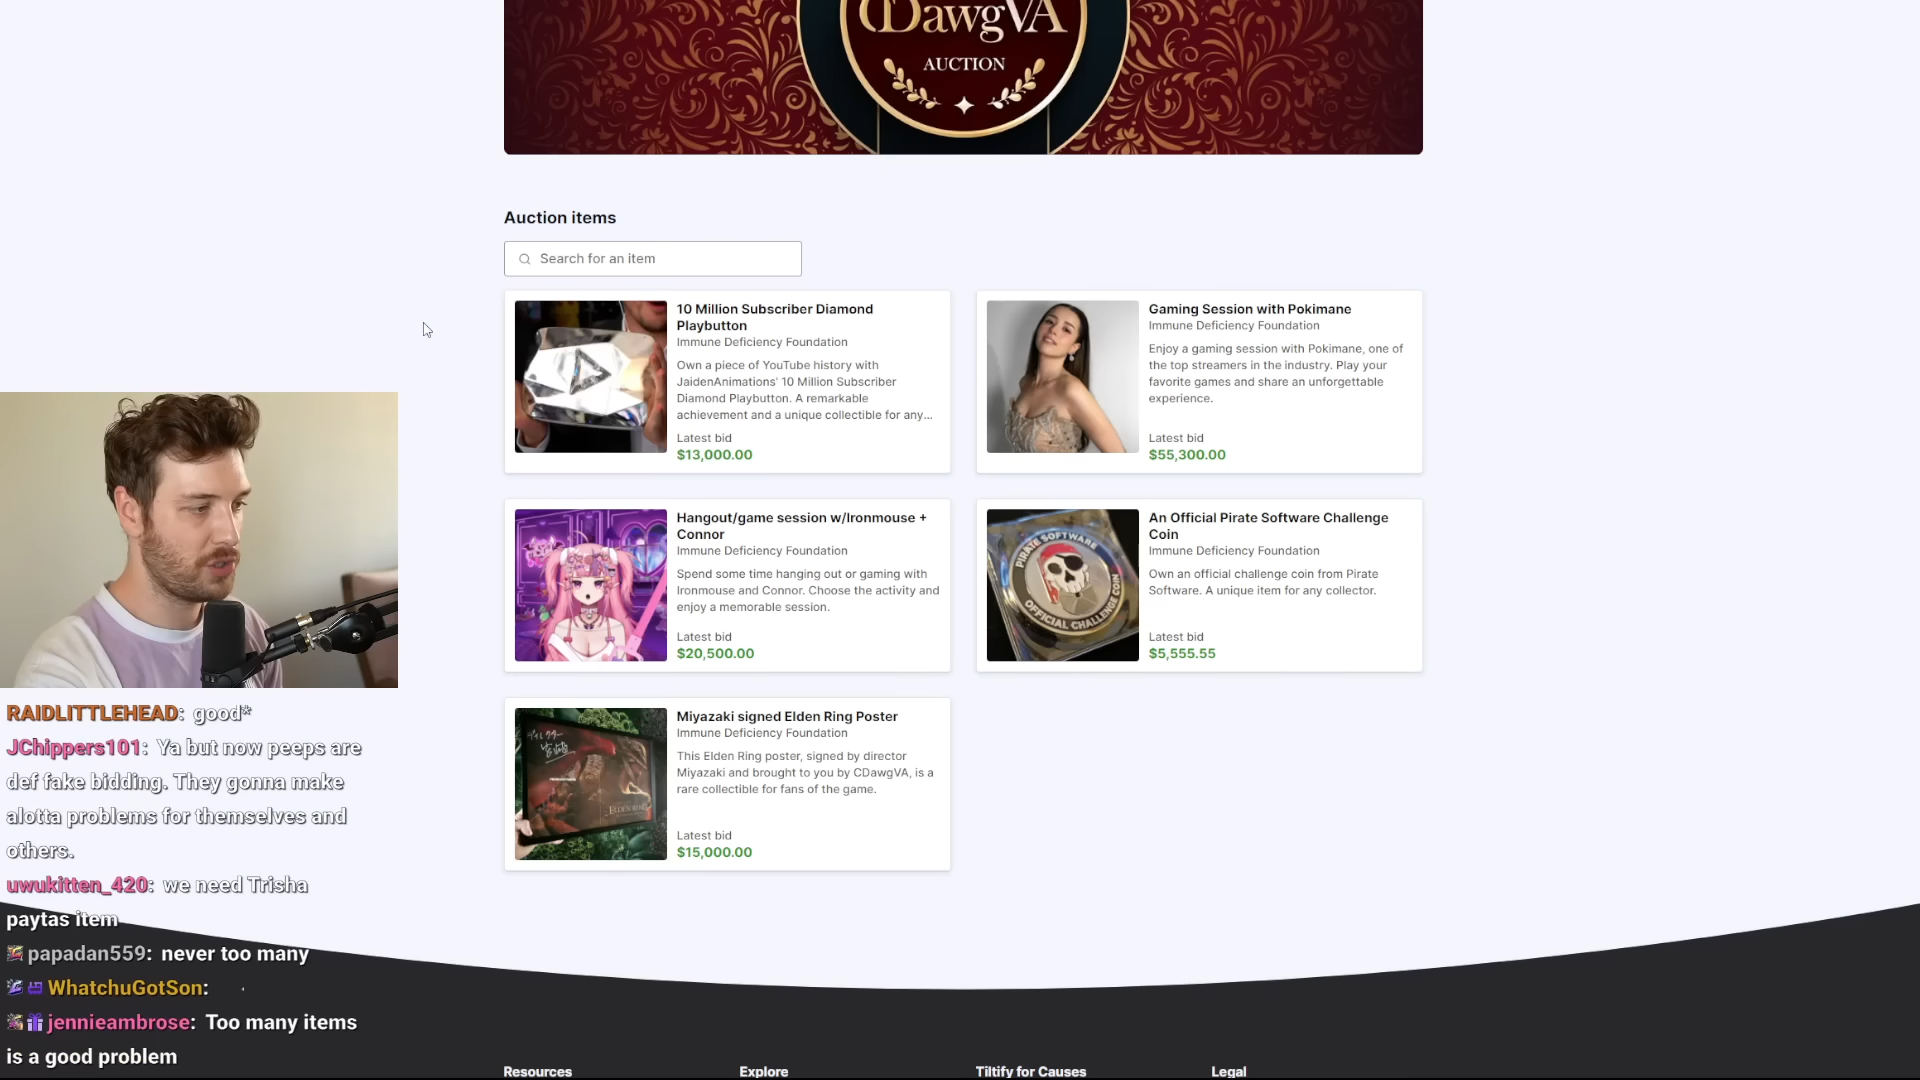 CDawgVA
AUCTION
Auction items
Search for an item
10 Million Subscriber Diamond
Playbutton
Immune Deficiency Foundation
Own a piece of YouTube history with
JaidenAnimations' 10 Million Subscriber
Diamond Playbutton. A remarkable
achievement and a unique collectible for any...
Latest bid
$13,000.00
Gaming Session with Pokimane
Immune Deficiency Foundation
Enjoy a gaming session with Pokimane, one of
the top streamers in the industry. Play your
favorite games and share an unforgettable
experience.
Latest bid
$55,300.00
Hangout/game session w/Ironmouse +
Connor
Immune Deficiency Foundation
Spend some time hanging out or gaming with
Ironmouse and Connor. Choose the activity and
enjoy a memorable session.
Latest bid
$20,500.00
PIRATE SOFTWARE
OFFICIAL CHALLENGE COIN
An Official Pirate Software Challenge
Coin
Immune Deficiency Foundation
Own an official challenge coin from Pirate
Software. A unique item for any collector.
Latest bid
$5,555.55
ELDEN RING
Miyazaki signed Elden Ring Poster
Immune Deficiency Foundation
This Elden Ring poster, signed by director
Miyazaki and brought to you by CDawgVA, is a
rare collectible for fans of the game.
Latest bid
$15,000.00
RAIDLITTLEHEAD: good*
JChippers101: Ya but now peeps are
def fake bidding. They gonna make
alotta problems for themselves and
others.
uwukitten_420: we need Trisha
paytas item
papadan559: never too many
WhatchuGotSon:
jennieambrose: Too many items
is a good problem
Resources
Explore
Tiltify for Causes
Legal